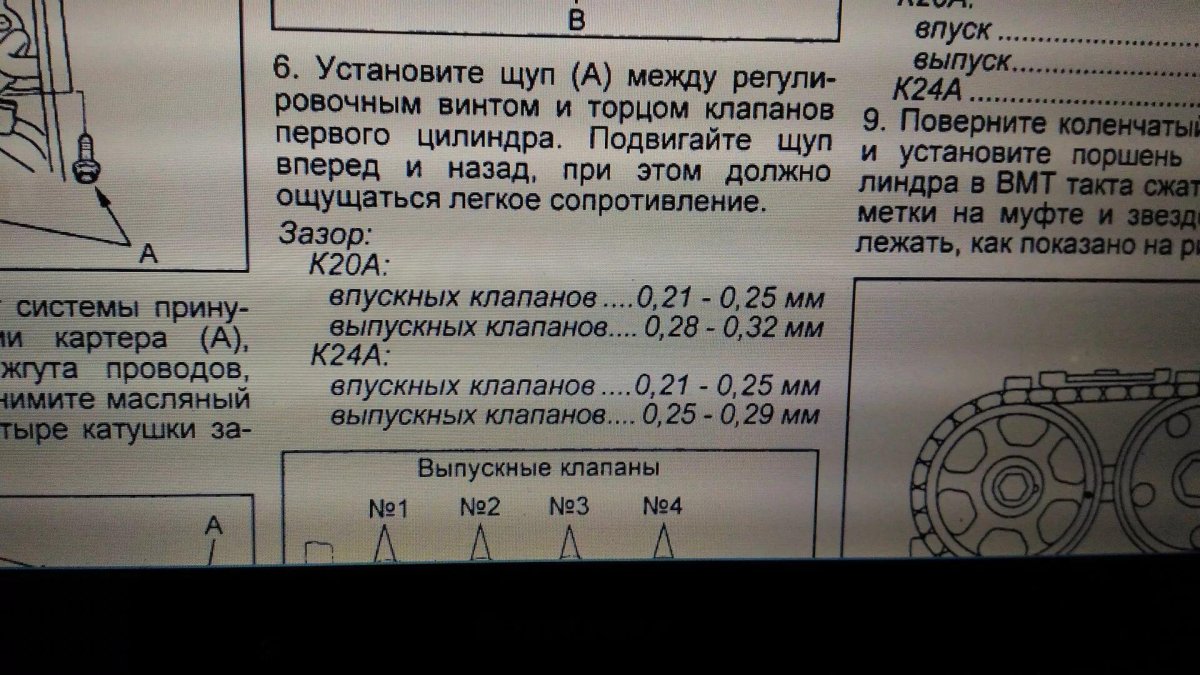 А
т системы прину-
ми картера (А),
жгута проводов,
нимите масляный
тыре катушки за-
А
В
6. Установите щуп (А) между регули-
ровочным винтом и торцом клапанов
первого цилиндра. Подвигайте щуп
вперед и назад, при этом должно
ощущаться легкое сопротивление.
Зазор:
К20А:
впускных клапанов ....0,21 - 0,25 мм
выпускных клапанов.... 0,28 - 0,32 мм
К24А:
впускных клапанов ....0,21 - 0,25 мм
выпускных клапанов.... 0,25 - 0,29 мм
Выпускные клапаны
№1 №2 №3 №4
К20А:
впуск ........................
выпуск......................
К24А ..........................
9. Поверните коленчатый
и установите поршень
линдра в ВМТ такта сжат
метки на муфте и звезд
лежать, как показано на ри